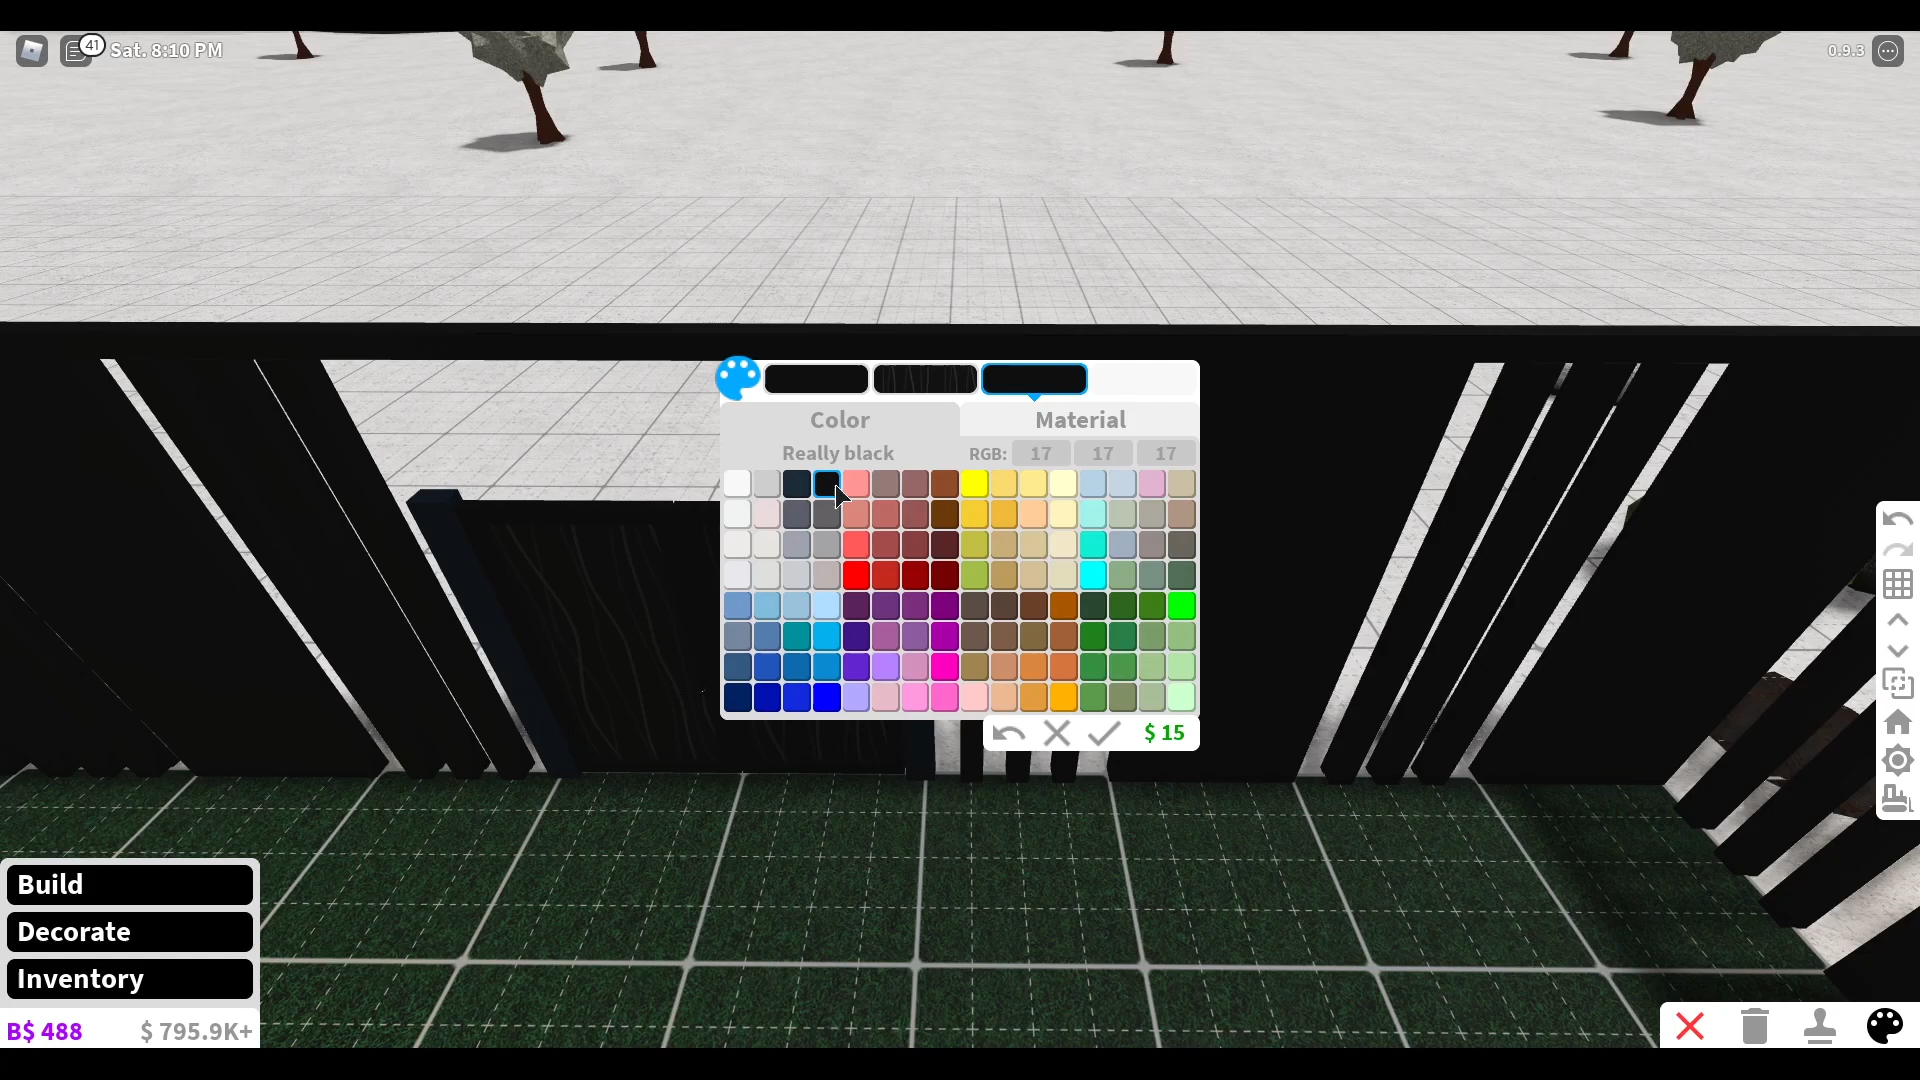 41 Sat. 8:10 PM
0.9.3
Color
Material
Really black
RGB: 17 17 17
$ 15
Build
Decorate
Inventory
B$ 488
$ 795.9K+